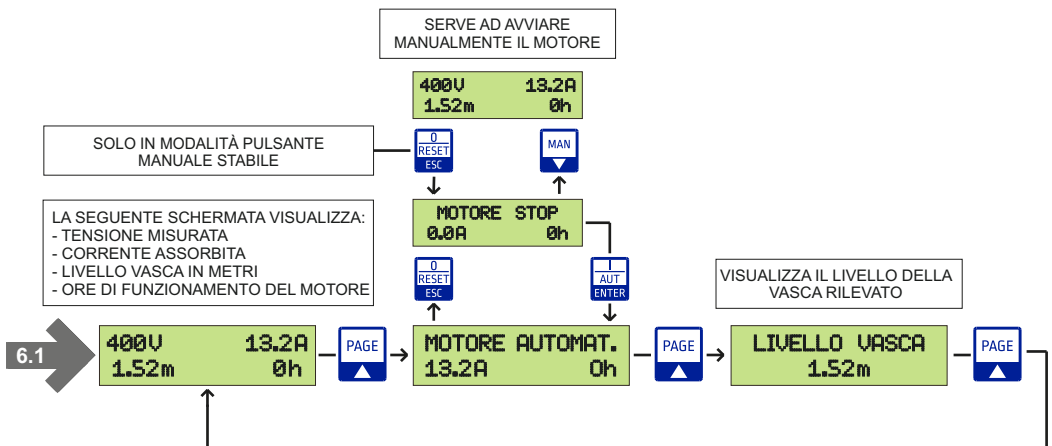 SERVE AD AVVIARE
MANUALMENTE IL MOTORE
400V 13.2A
1.52m 0h
SOLO IN MODALITÀ PULSANTE
MANUALE STABILE
0
RESET
ESC
MAN
LA SEGUENTE SCHERMATA VISUALIZZA:
- TENSIONE MISURATA
- CORRENTE ASSORBITA
- LIVELLO VASCA IN METRI
- ORE DI FUNZIONAMENTO DEL MOTORE
MOTORE STOP
0.0A 0h
0
RESET
ESC
I
AUT
ENTER
VISUALIZZA IL LIVELLO DELLA
VASCA RILEVATO
6.1
400V 13.2A
1.52m 0h
PAGE
MOTORE AUTOMAT.
13.2A 0h
PAGE
LIVELLO VASCA
1.52m
PAGE